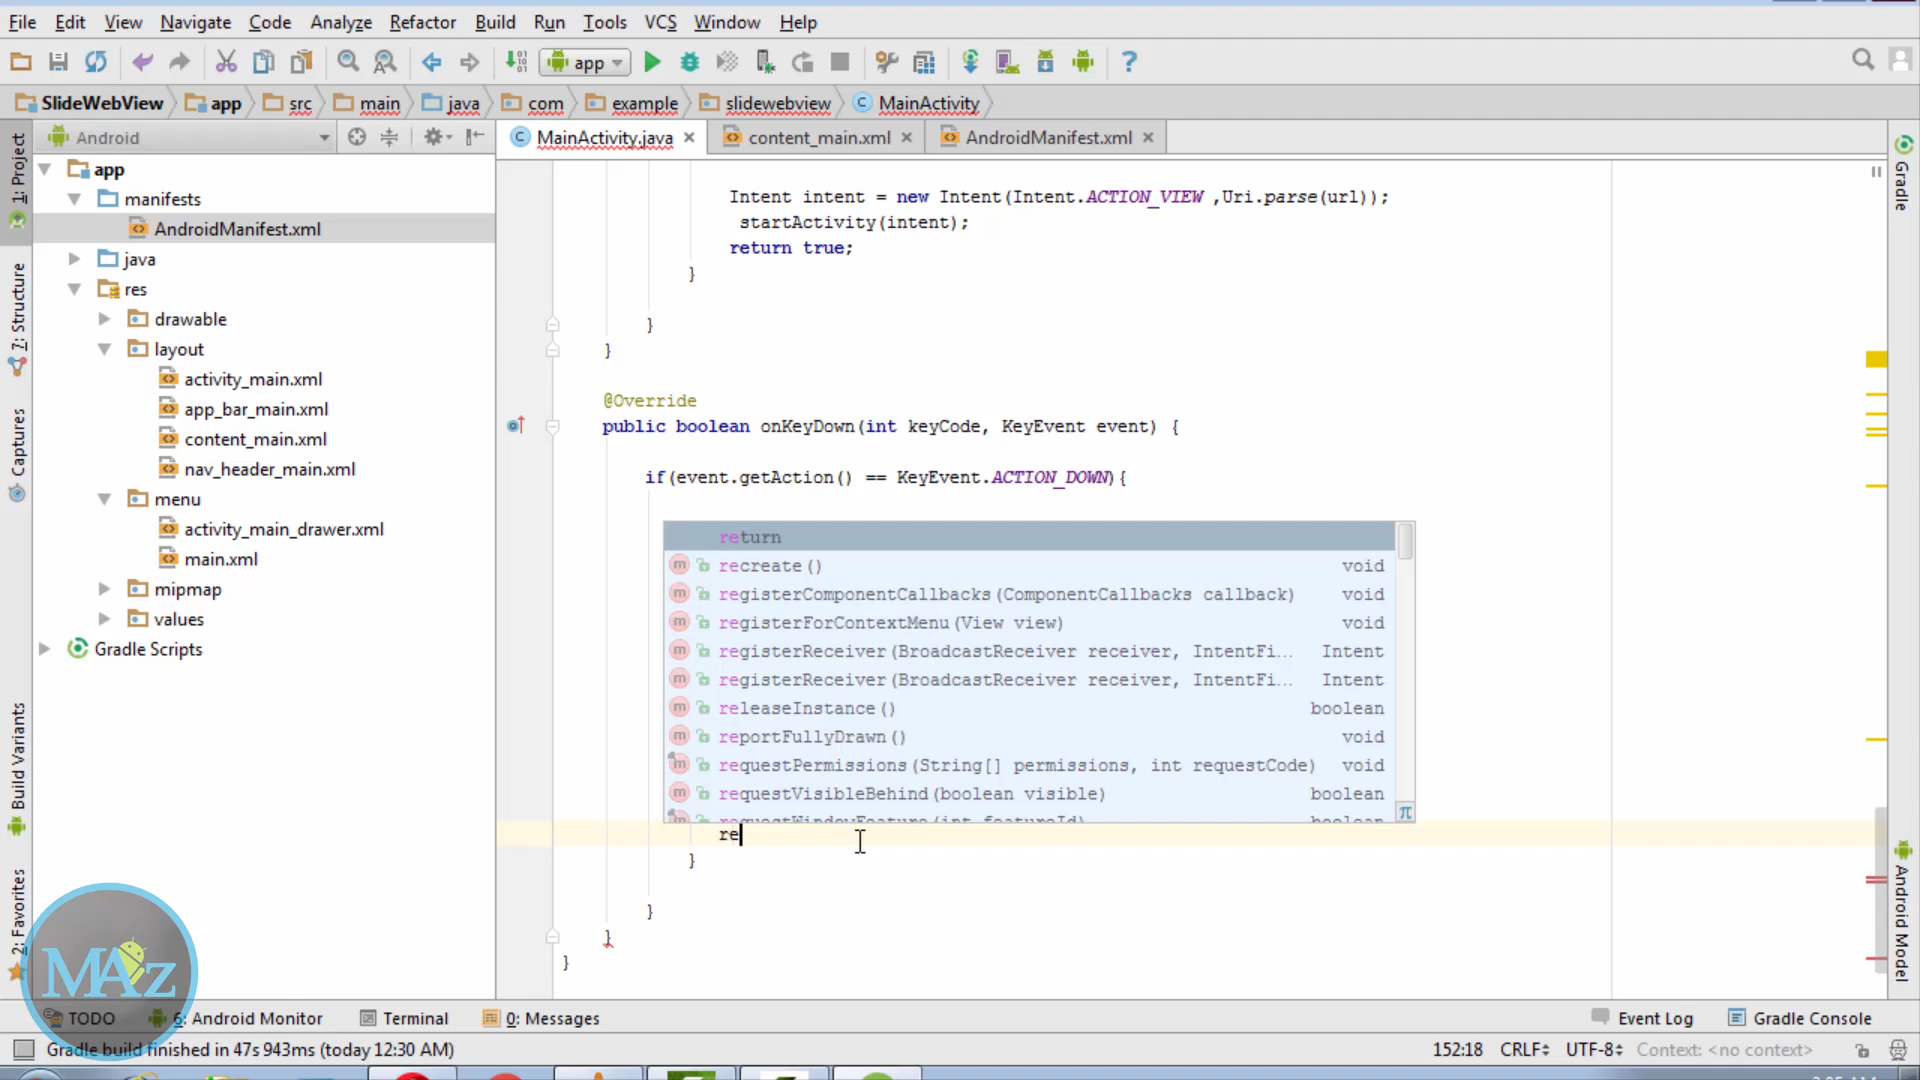 File Edit View Navigate Code Analyze Refactor Build Run Tools VCS Window Help
app
SlideWebView app src main java com example slidewebview MainActivity
Android
MainActivity.java content_main.xml AndroidManifest.xml
1: Project
7: Structure
Captures
Build Variants
2: Favorites
app
manifests
AndroidManifest.xml
java
res
drawable
layout
activity_main.xml
app_bar_main.xml
content_main.xml
nav_header_main.xml
menu
activity_main_drawer.xml
main.xml
mipmap
values
Gradle Scripts
Intent intent = new Intent(Intent.ACTION_VIEW ,Uri.parse(url));
startActivity(intent);
return true;
}
}
}
@Override
public boolean onKeyDown(int keyCode, KeyEvent event) {
if(event.getAction() == KeyEvent.ACTION_DOWN){
return
recreate() void
registerComponentCallbacks(ComponentCallbacks callback) void
registerForContextMenu(View view) void
registerReceiver(BroadcastReceiver receiver, IntentFi... Intent
registerReceiver(BroadcastReceiver receiver, IntentFi... Intent
releaseInstance() boolean
reportFullyDrawn() void
requestPermissions(String[] permissions, int requestCode) void
requestVisibleBehind(boolean visible) boolean
requestWindowFeature(int featureId) boolean
π
re
}
}
}
}
Gradle
Android Model
MAz
TODO 6: Android Monitor Terminal 0: Messages Event Log Gradle Console
Gradle build finished in 47s 943ms (today 12:30 AM) 152:18 CRLF UTF-8 Context: <no context>